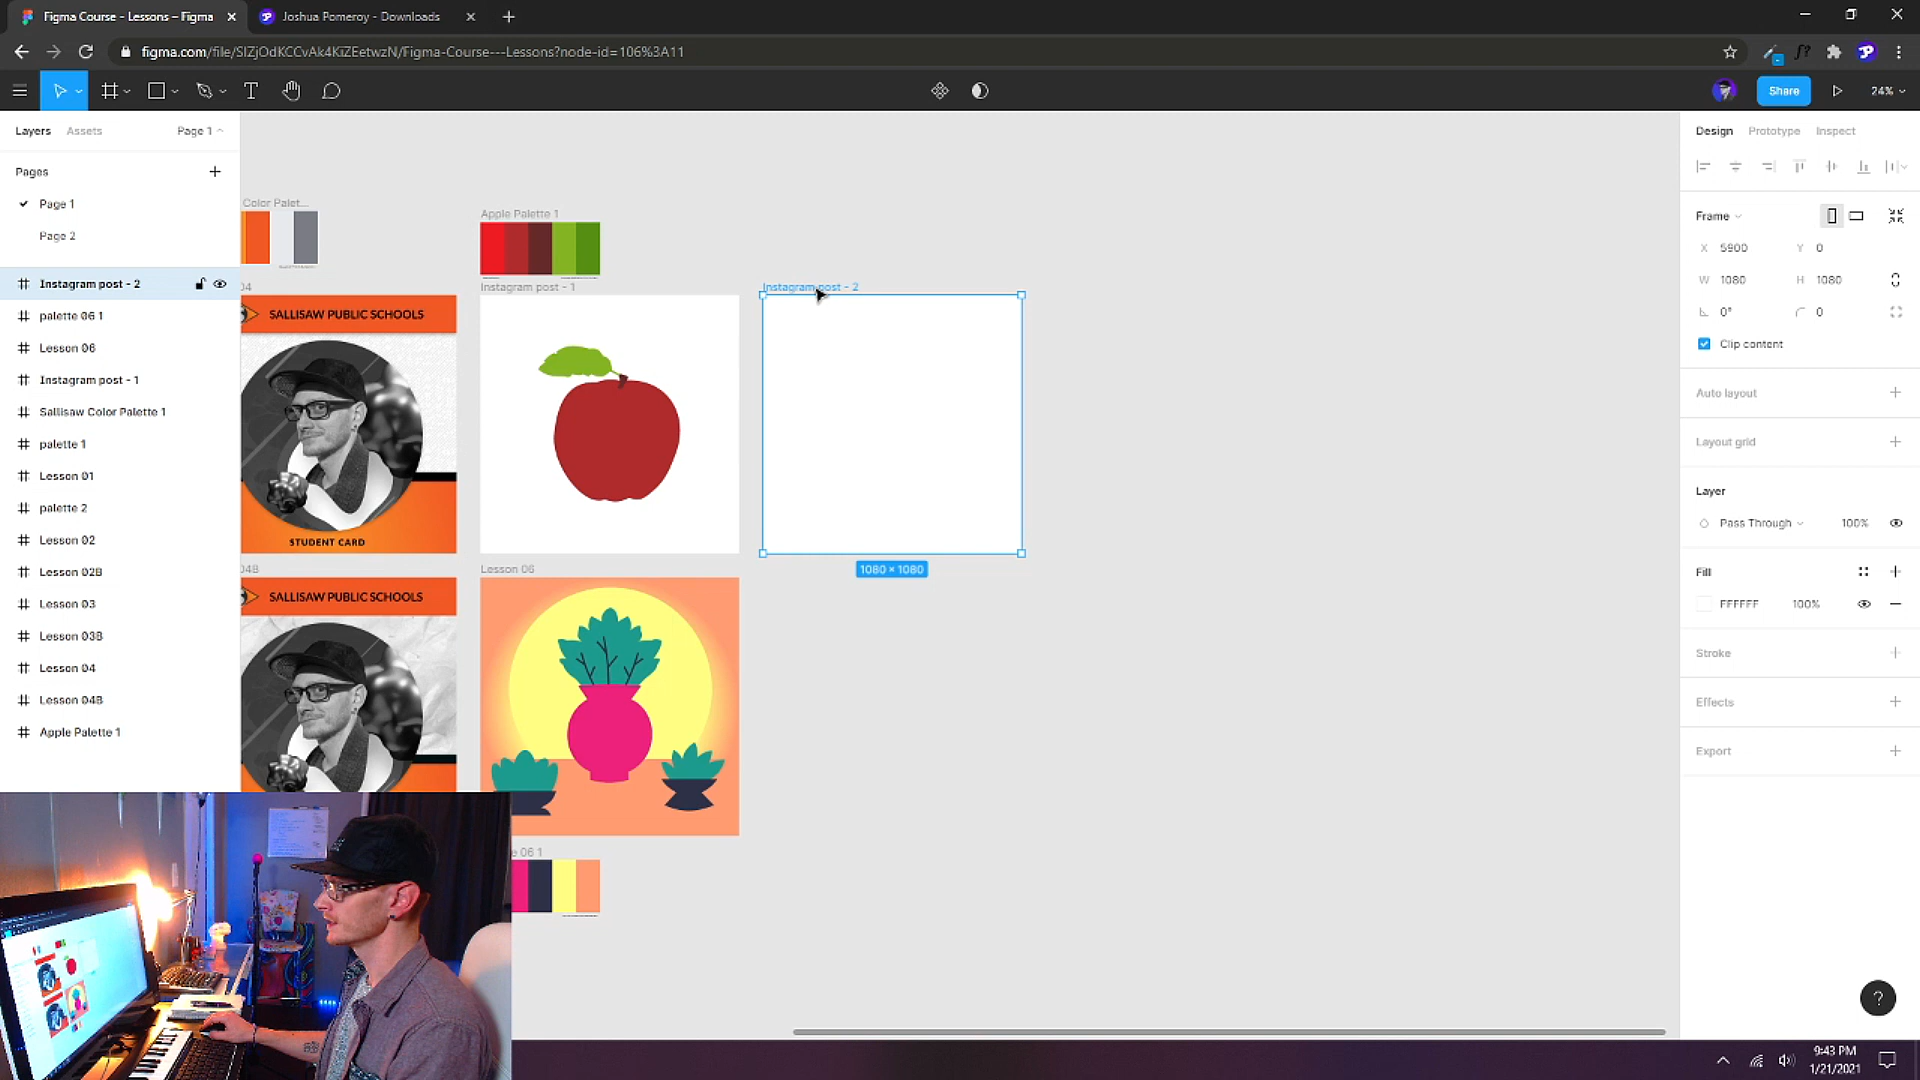 Figma Course - Lessons – Figma
Joshua Pomeroy - Downloads
figma.com/file/SIZjOdKCCvAk4KiZEetwzN/Figma-Course---Lessons?node-id=106%3A11
Share
24%
Layers
Assets
Page 1
Pages
Page 1
Page 2
Instagram post - 2
palette 06 1
Lesson 06
Instagram post - 1
Sallisaw Color Palette 1
palette 1
Lesson 01
palette 2
Lesson 02
Lesson 02B
Lesson 03
Lesson 03B
Lesson 04
Lesson 04B
Apple Palette 1
Color Palet...
Apple Palette 1
04
Instagram post - 1
Instagram post - 2
SALLISAW PUBLIC SCHOOLS
STUDENT CARD
1080 × 1080
04B
Lesson 06
SALLISAW PUBLIC SCHOOLS
06 1
Design
Prototype
Inspect
Frame
X 5900
Y 0
W 1080
H 1080
0°
0
Clip content
Auto layout
Layout grid
Layer
Pass Through
100%
Fill
FFFFFF
100%
Stroke
Effects
Export
?
9:43 PM
1/21/2021